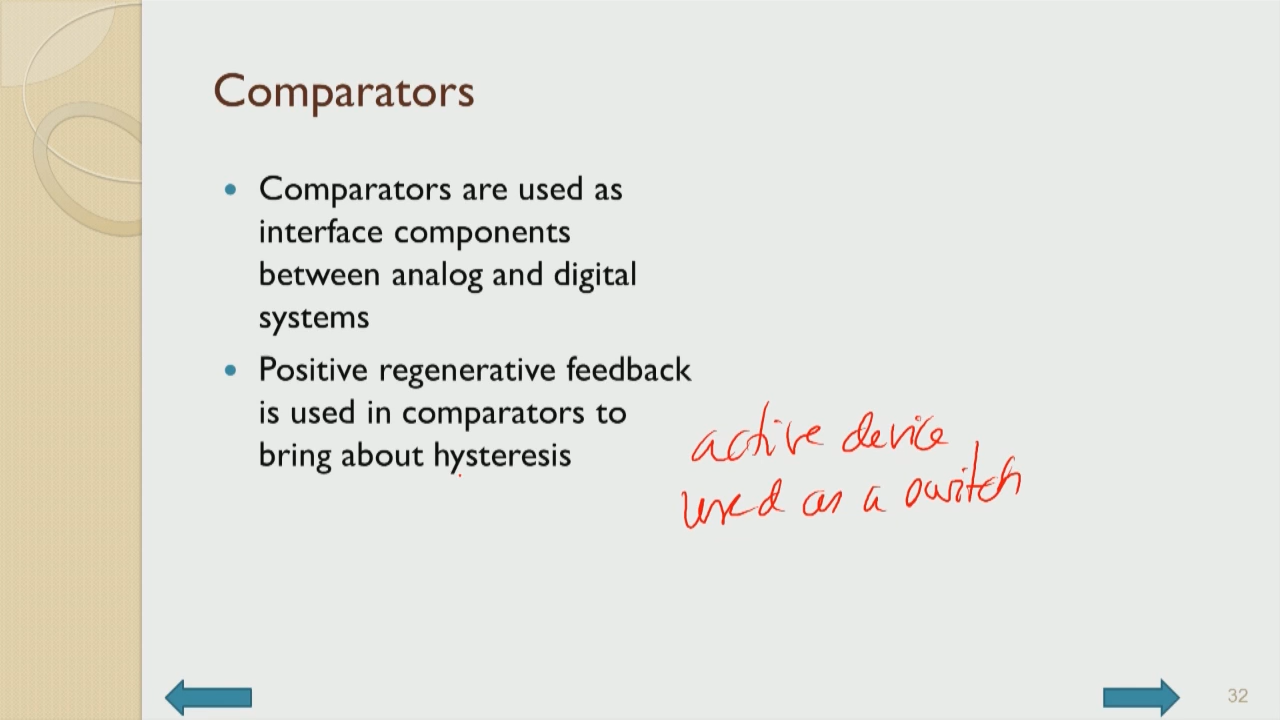 Comparators
Comparators are used as
interface components
between analog and digital
systems
Positive regenerative feedback
is used in comparators to
bring about hysteresis
active device
used as a switch
32